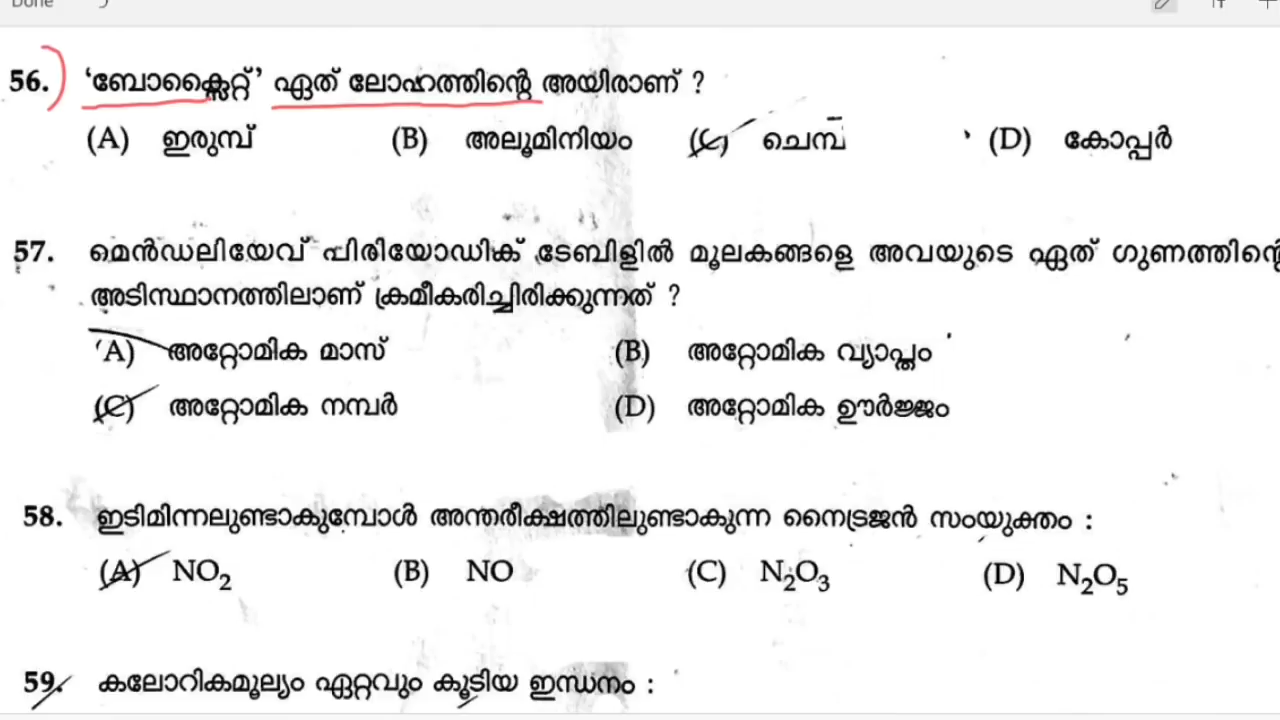 Done
56. 'ബോക്സൈറ്റ്' ഏത് ലോഹത്തിന്റെ അയിരാണ് ?
(A) ഇരുമ്പ് (B) അലൂമിനിയം (C) ചെമ്പ് (D) കോപ്പർ
57. മെൻഡലിയേവ് പിരിയോഡിക് ടേബിളിൽ മൂലകങ്ങളെ അവയുടെ ഏത് ഗുണത്തിന്റെ
അടിസ്ഥാനത്തിലാണ് ക്രമീകരിച്ചിരിക്കുന്നത് ?
(A) അറ്റോമിക മാസ് (B) അറ്റോമിക വ്യാപ്തം
(C) അറ്റോമിക നമ്പർ (D) അറ്റോമിക ഊർജ്ജം
58. ഇടിമിന്നലുണ്ടാകുമ്പോൾ അന്തരീക്ഷത്തിലുണ്ടാകുന്ന നൈട്രജൻ സംയുക്തം :
(A) NO₂ (B) NO (C) N₂O₃ (D) N₂O₅
59. കലോറികമൂല്യം ഏറ്റവും കൂടിയ ഇന്ധനം :